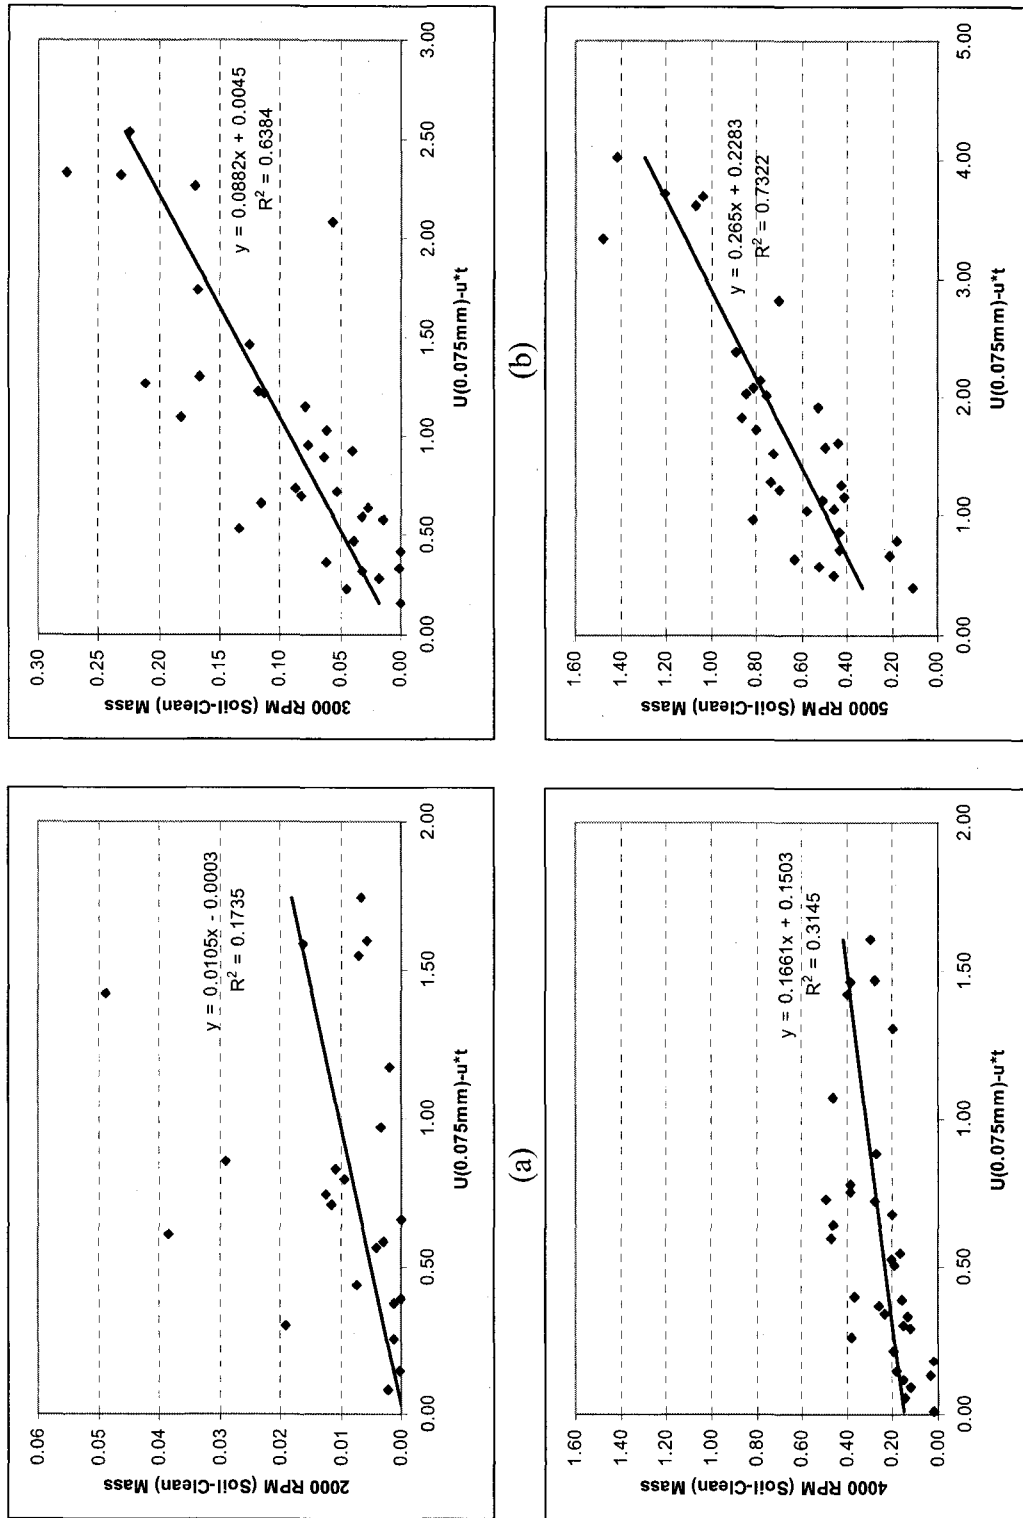 0.06
0.05
0.04
0.03
0.02
0.01
0.00
2000 RPM (Soil-Clean) Mass
y = 0.0105x - 0.0003
R² = 0.1735
0.00 0.50 1.00 1.50 2.00
U(0.075mm)-u*t
(a)
0.30
0.25
0.20
0.15
0.10
0.05
0.00
3000 RPM (Soil-Clean) Mass
y = 0.0882x + 0.0045
R² = 0.6384
0.00 0.50 1.00 1.50 2.00 2.50 3.00
U(0.075mm)-u*t
(b)
1.60
1.40
1.20
1.00
0.80
0.60
0.40
0.20
0.00
4000 RPM (Soil-Clean) Mass
y = 0.1661x + 0.1503
R² = 0.3145
0.00 0.50 1.00 1.50 2.00
U(0.075mm)-u*t
1.60
1.40
1.20
1.00
0.80
0.60
0.40
0.20
0.00
5000 RPM (Soil-Clean) Mass
y = 0.265x + 0.2283
R² = 0.7322
0.00 1.00 2.00 3.00 4.00 5.00
U(0.075mm)-u*t